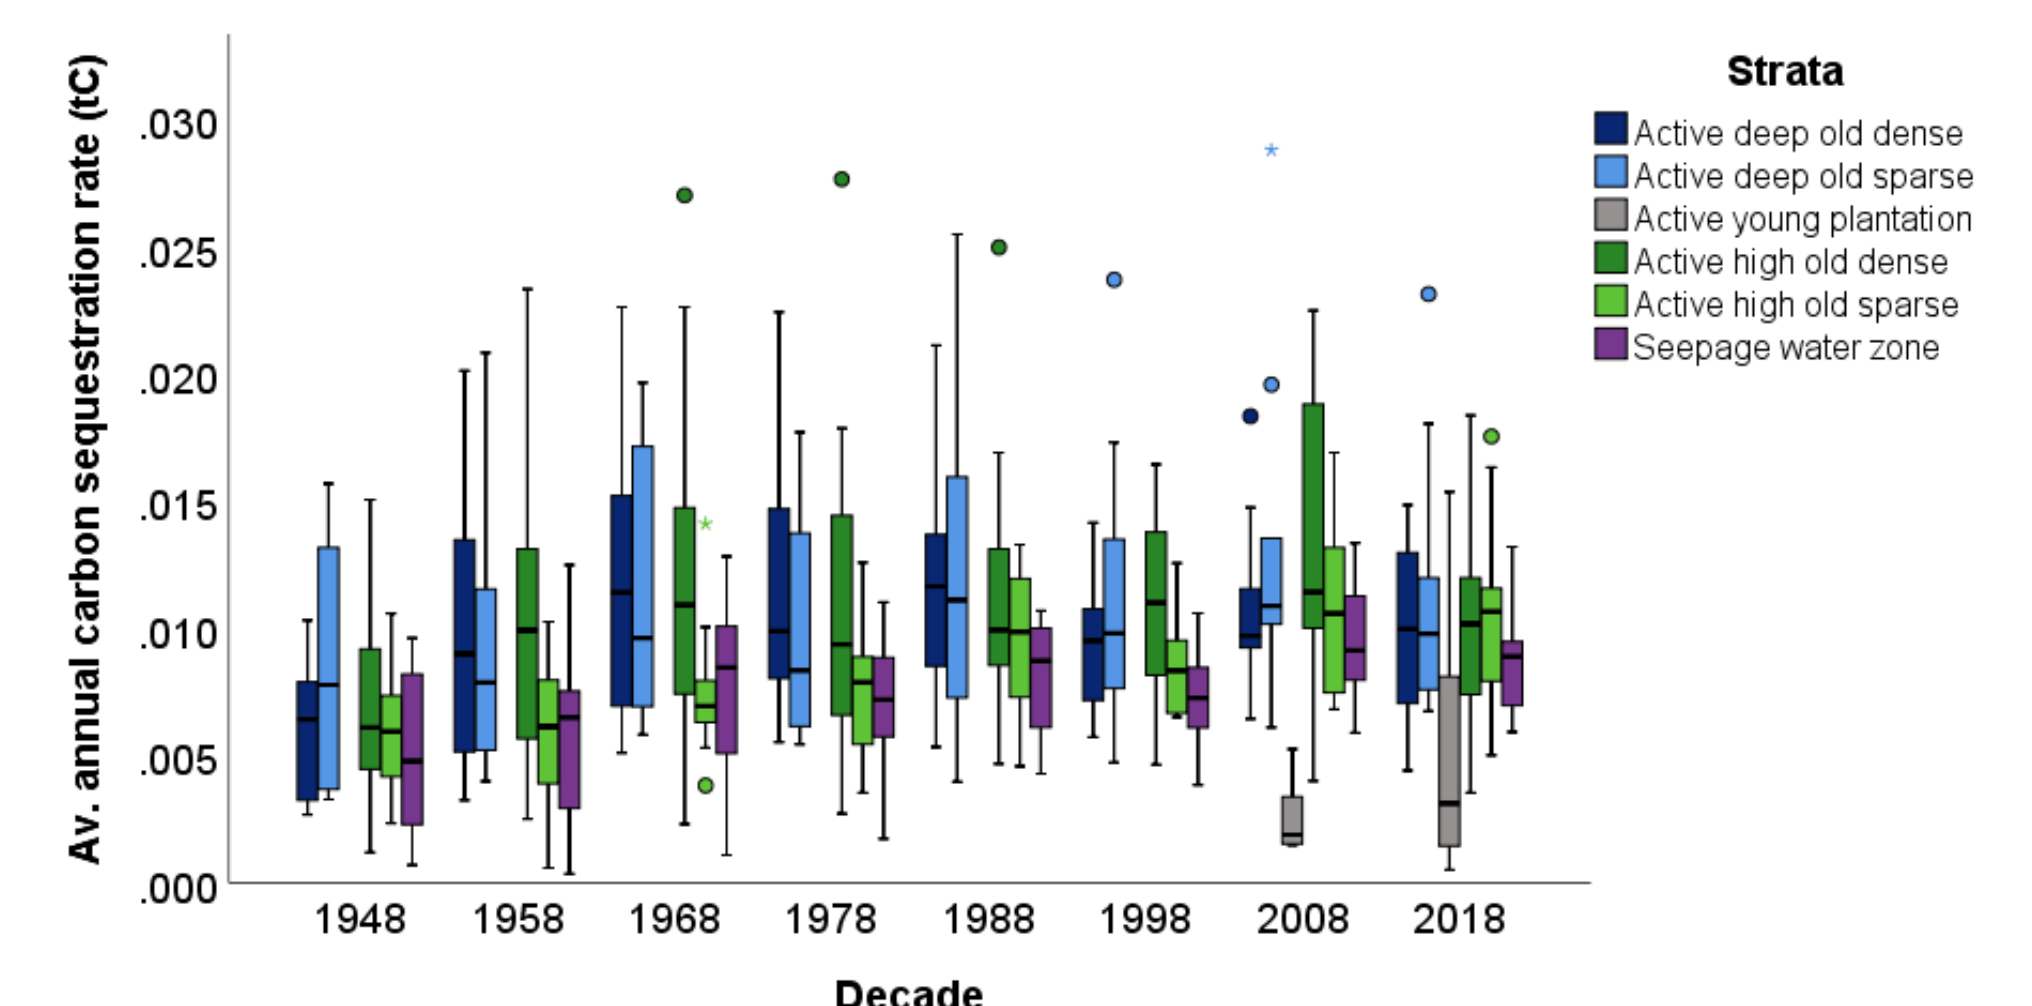 Av. annual carbon sequestration rate (tC)
.030
.025
.020
.015
.010
.005
.000
1948 1958 1968 1978 1988 1998 2008 2018
Decade
Strata
Active deep old dense
Active deep old sparse
Active young plantation
Active high old dense
Active high old sparse
Seepage water zone